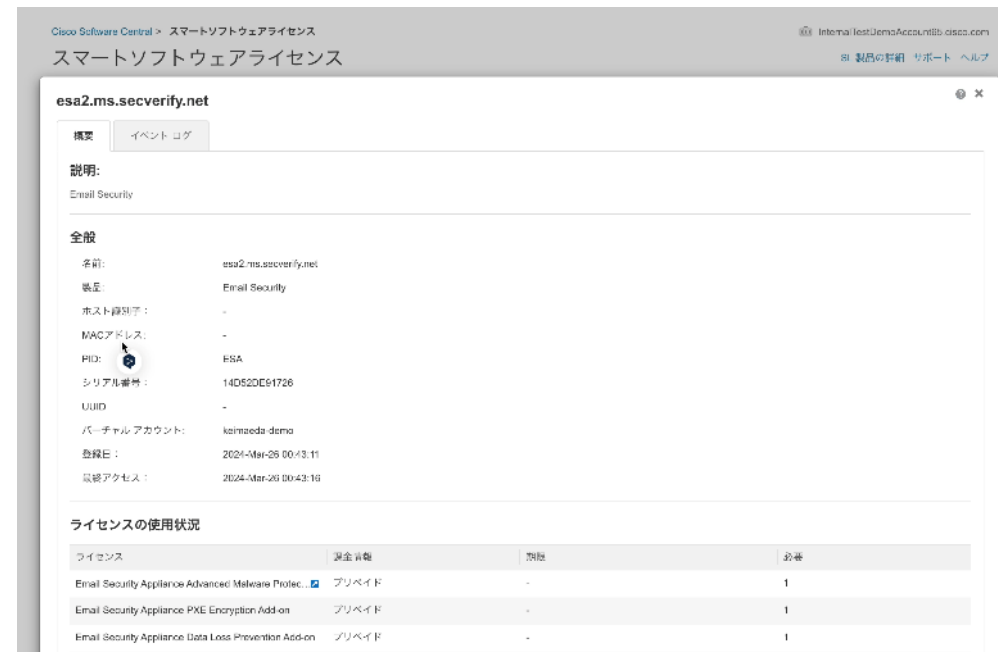 Cisco Software Central > スマートソフトウェアライセンス
InternalTestDemoAccount85.cisco.com
スマートソフトウェアライセンス
製品の詳細 サポート ヘルプ
esa2.ms.secverify.net
概要 イベント ログ
説明:
Email Security
全般
名前: esa2.ms.secverify.net
製品: Email Security
ホスト識別子: -
MACアドレス: -
PID: ESA
シリアル番号: 14D52DE91726
UUID -
バーチャル アカウント: keimaeda-demo
登録日: 2024-Mar-26 00:43:11
最終アクセス: 2024-Mar-26 00:43:16
ライセンスの使用状況
ライセンス 課金情報 期限 必要
Email Security Appliance Advanced Malware Protec... プリペイド - 1
Email Security Appliance PXE Encryption Add-on プリペイド - 1
Email Security Appliance Data Loss Prevention Add-on プリペイド - 1